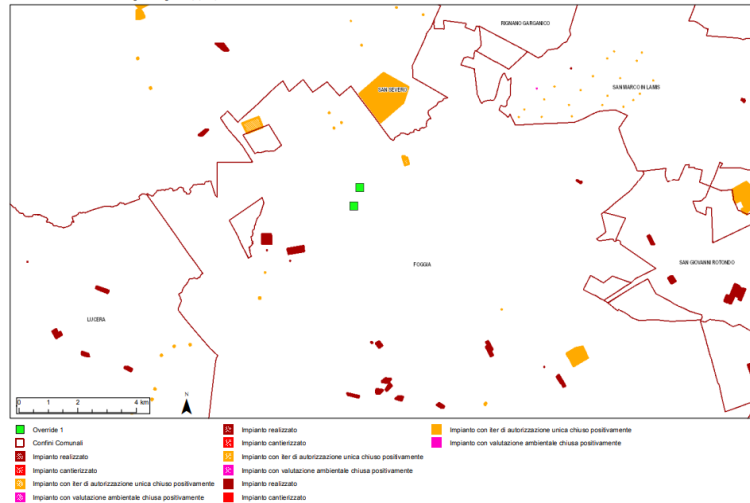 RIGNANO GARGANICO
SAN SEVERO
SAN MARCO IN LAMIS
FOGGIA
SAN GIOVANNI ROTONDO
LUCERA
0 1 2 4 km
N
Override 1
Confini Comunali
Impianto realizzato
Impianto cantierizzato
Impianto con iter di autorizzazione unica chiuso positivamente
Impianto con valutazione ambientale chiusa positivamente
Impianto realizzato
Impianto cantierizzato
Impianto con iter di autorizzazione unica chiuso positivamente
Impianto con valutazione ambientale chiusa positivamente
Impianto realizzato
Impianto cantierizzato
Impianto con iter di autorizzazione unica chiuso positivamente
Impianto con valutazione ambientale chiusa positivamente